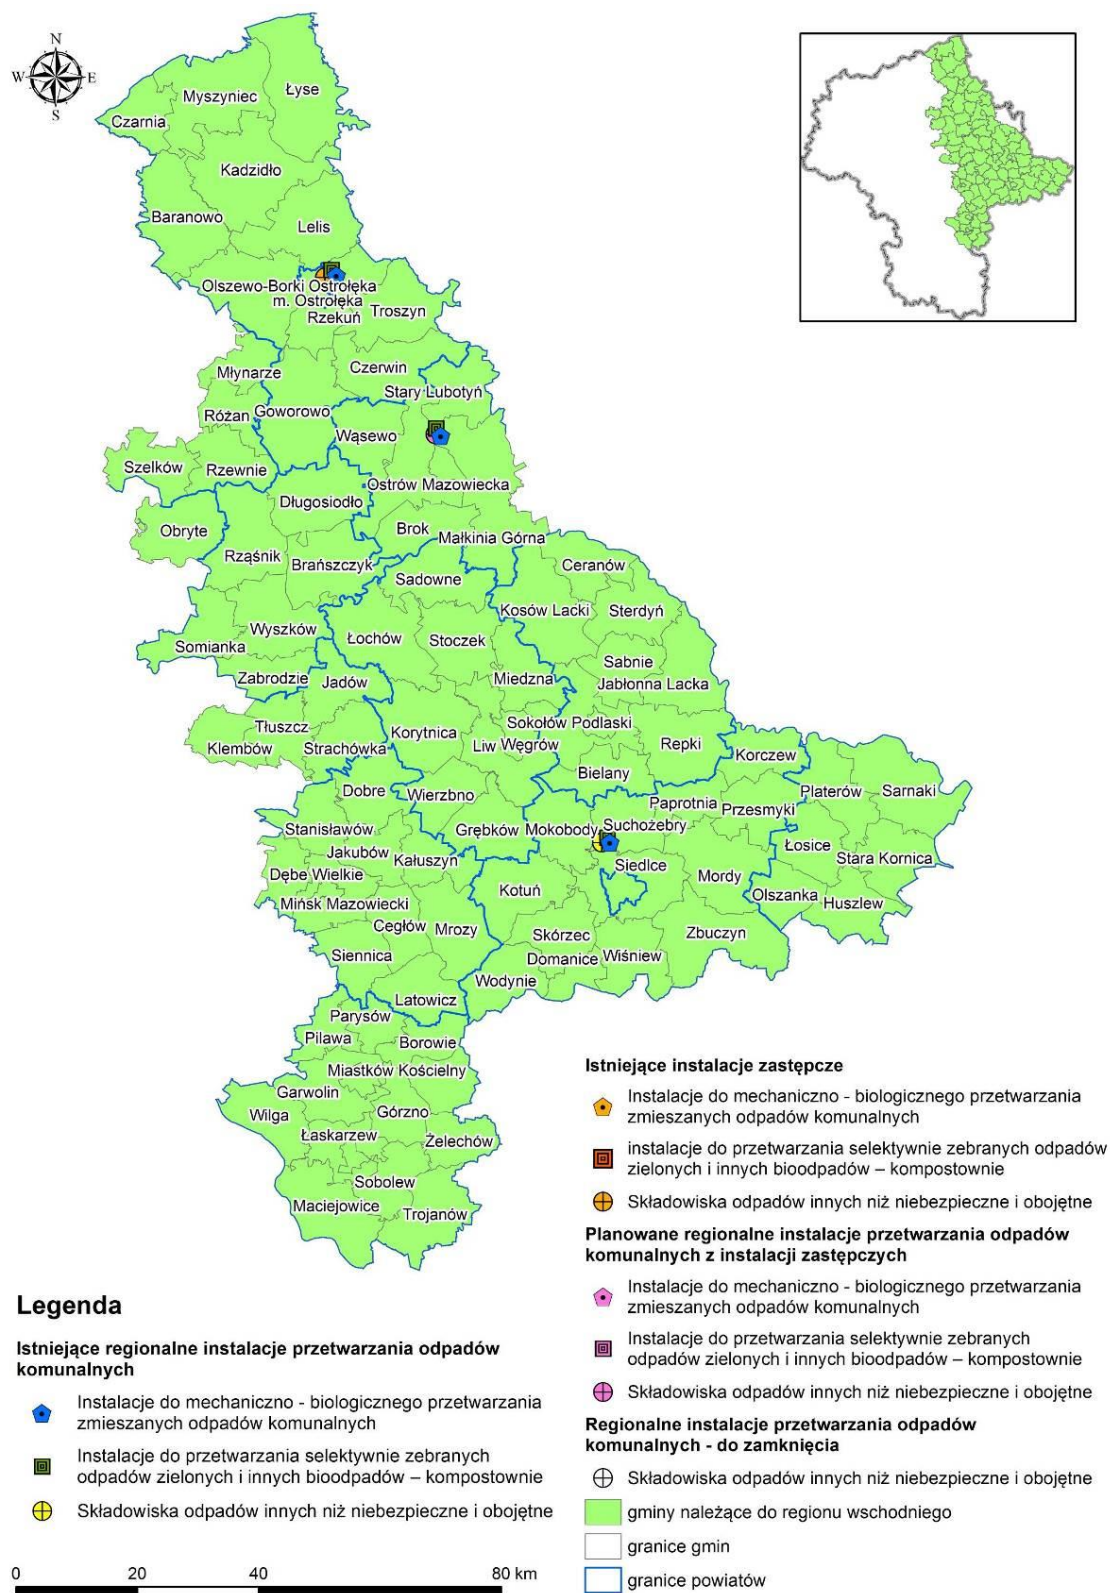 N
W E
S
Łyse
Myszyniec
Czarnia
Kadzidło
Baranowo
Lelis
Olszewo-Borki Ostrołęka
m. Ostrołęka
Rzekuń
Troszyn
Czerwin
Młynarze
Stary Lubotyń
Różan
Goworowo
Wąsewo
Szelków
Rzewnie
Ostrów Mazowiecka
Długosiodło
Obryte
Brok
Małkinia Górna
Rząśnik
Brańszczyk
Ceranów
Sadowne
Kosów Lacki
Sterdyń
Wyszków
Łochów
Stoczek
Somianka
Sabnie
Zabrodzie
Jadów
Miedzna
Jabłonna Lacka
Tłuszcz
Korytnica
Sokołów Podlaski
Klembów
Strachówka
Liw Węgrów
Repki
Korczew
Bielany
Dobre
Wierzbno
Platerów
Sarnaki
Paprotnia
Przesmyki
Stanisławów
Grębków
Mokobody
Suchożebry
Jakubów
Kałuszyn
Siedlce
Łosice
Stara Kornica
Dębe Wielkie
Kotuń
Mordy
Olszanka
Huszlew
Mińsk Mazowiecki
Cegłów
Mrozy
Skórzec
Zbuczyn
Siennica
Domanice
Wiśniew
Wodynie
Latowicz
Parysów
Pilawa
Borowie
Miastków Kościelny
Garwolin
Wilga
Górzno
Łaskarzew
Żelechów
Sobolew
Maciejowice
Trojanów
Legenda
Istniejące regionalne instalacje przetwarzania odpadów
komunalnych
Instalacje do mechaniczno - biologicznego przetwarzania
zmieszanych odpadów komunalnych
Instalacje do przetwarzania selektywnie zebranych
odpadów zielonych i innych bioodpadów – kompostownie
Składowiska odpadów innych niż niebezpieczne i obojętne
0 20 40 80 km
Istniejące instalacje zastępcze
Instalacje do mechaniczno - biologicznego przetwarzania
zmieszanych odpadów komunalnych
instalacje do przetwarzania selektywnie zebranych odpadów
zielonych i innych bioodpadów – kompostownie
Składowiska odpadów innych niż niebezpieczne i obojętne
Planowane regionalne instalacje przetwarzania odpadów
komunalnych z instalacji zastępczych
Instalacje do mechaniczno - biologicznego przetwarzania
zmieszanych odpadów komunalnych
Instalacje do przetwarzania selektywnie zebranych
odpadów zielonych i innych bioodpadów – kompostownie
Składowiska odpadów innych niż niebezpieczne i obojętne
Regionalne instalacje przetwarzania odpadów
komunalnych - do zamknięcia
Składowiska odpadów innych niż niebezpieczne i obojętne
gminy należące do regionu wschodniego
granice gmin
granice powiatów